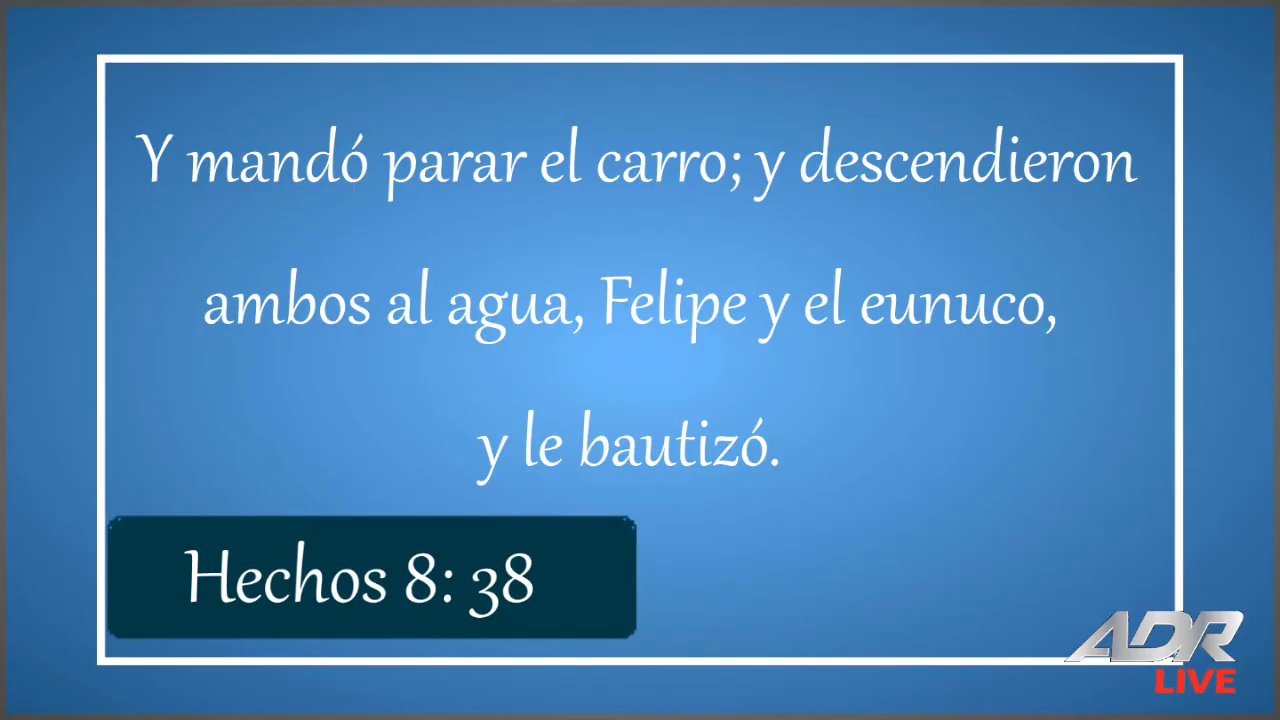 Y mandó parar el carro; y descendieron
ambos al agua, Felipe y el eunuco,
y le bautizó.
Hechos 8: 38
ADR
LIVE